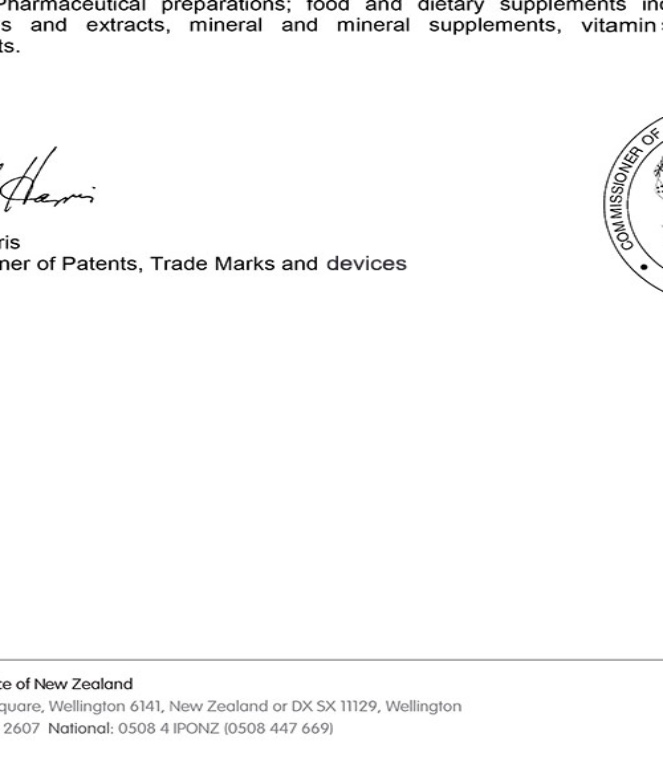 Pharmaceutical preparations; food and dietary supplements inc
s and extracts, mineral and mineral supplements, vitamin s
ts.
Harris
ris
ner of Patents, Trade Marks and devices
COMMISSIONER OF
ce of New Zealand
quare, Wellington 6141, New Zealand or DX SX 11129, Wellington
2607 National: 0508 4 IPONZ (0508 447 669)